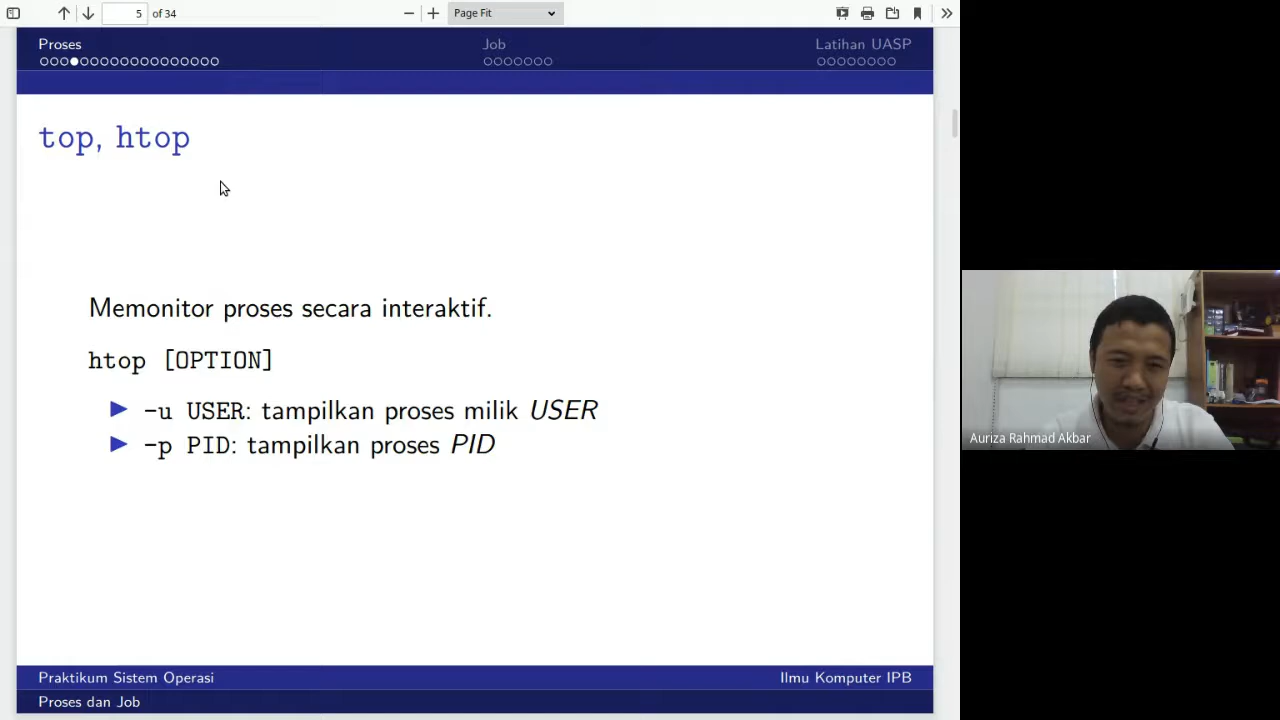 5 of 34
Page Fit
Proses
Job
Latihan UASP
top, htop
Memonitor proses secara interaktif.
htop [OPTION]
-u USER: tampilkan proses milik USER
-p PID: tampilkan proses PID
Auriza Rahmad Akbar
Praktikum Sistem Operasi
Ilmu Komputer IPB
Proses dan Job